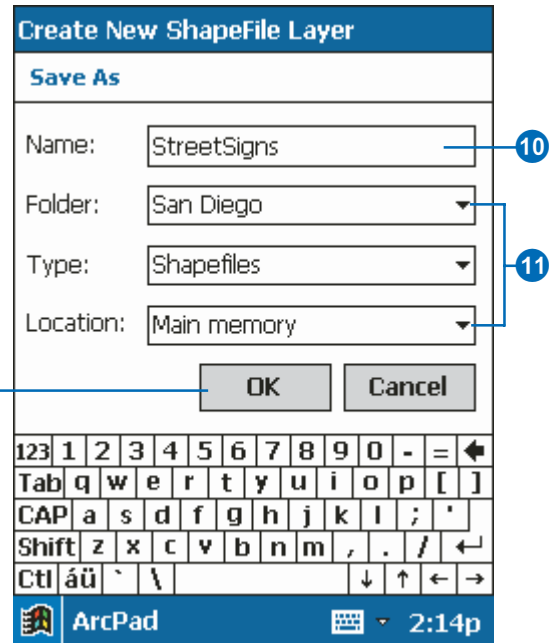 Create New ShapeFile Layer
Save As
Name: StreetSigns 10
Folder: San Diego
Type: Shapefiles 11
Location: Main memory
OK Cancel
123 1 2 3 4 5 6 7 8 9 0 - =
Tab q w e r t y u i o p [ ]
CAP a s d f g h j k l ; '
Shift z x c v b n m , . / ↵
Ctl áü ` \ ↓ ↑ ← →
ArcPad 2:14p